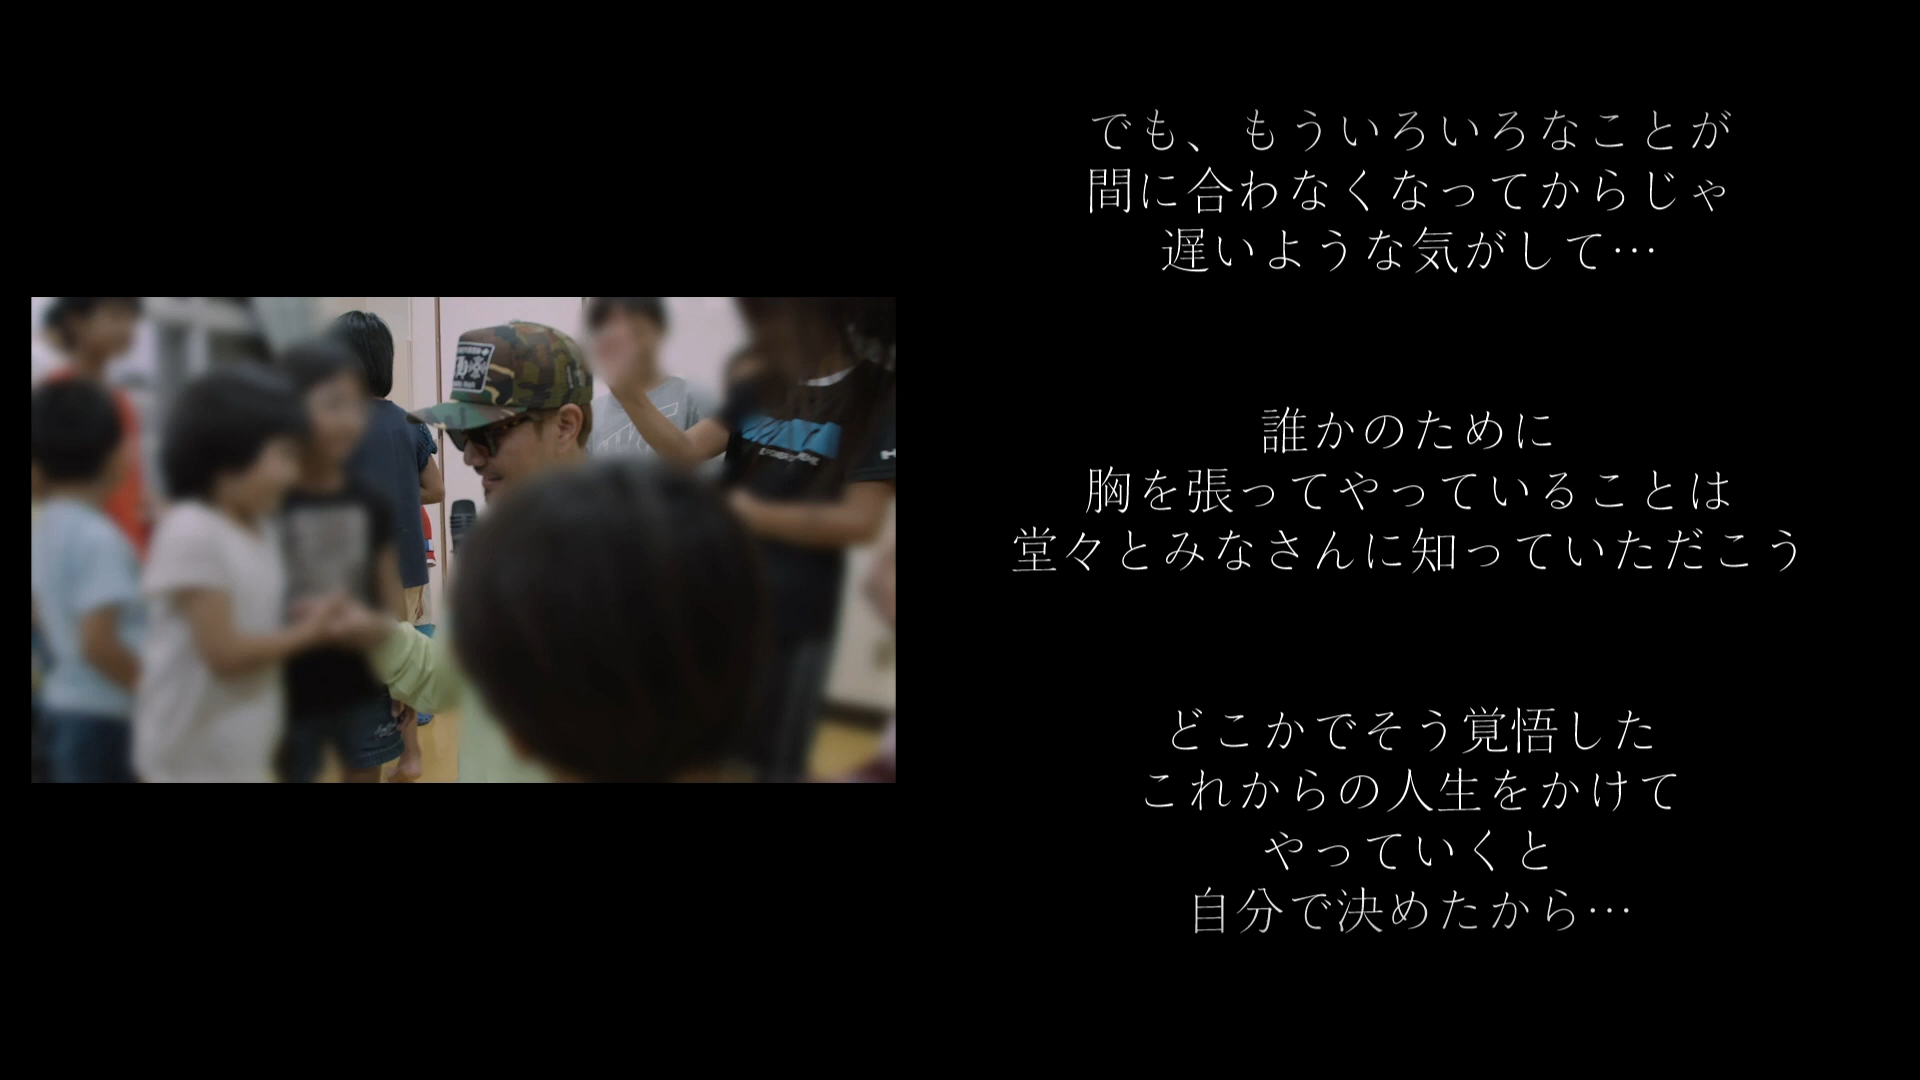 でも、もういろいろなことが
間に合わなくなってからじゃ
遅いような気がして…
誰かのために
胸を張ってやっていることは
堂々とみなさんに知っていただこう
どこかでそう覚悟した
これからの人生をかけて
やっていくと
自分で決めたから…